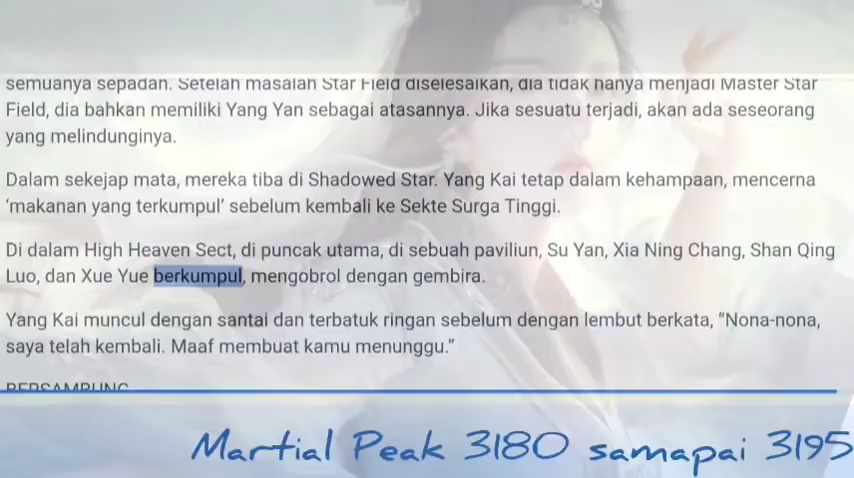 semuanya sepadan. Setelah masalah Star Field diselesaikan, dia tidak hanya menjadi Master Star
Field, dia bahkan memiliki Yang Yan sebagai atasannya. Jika sesuatu terjadi, akan ada seseorang
yang melindunginya.
Dalam sekejap mata, mereka tiba di Shadowed Star. Yang Kai tetap dalam kehampaan, mencerna
‘makanan yang terkumpul’ sebelum kembali ke Sekte Surga Tinggi.
Di dalam High Heaven Sect, di puncak utama, di sebuah paviliun, Su Yan, Xia Ning Chang, Shan Qing
Luo, dan Xue Yue berkumpul, mengobrol dengan gembira.
Yang Kai muncul dengan santai dan terbatuk ringan sebelum dengan lembut berkata, “Nona-nona,
saya telah kembali. Maaf membuat kamu menunggu.”
BERSAMBUNG
Martial Peak 3180 samapai 3195